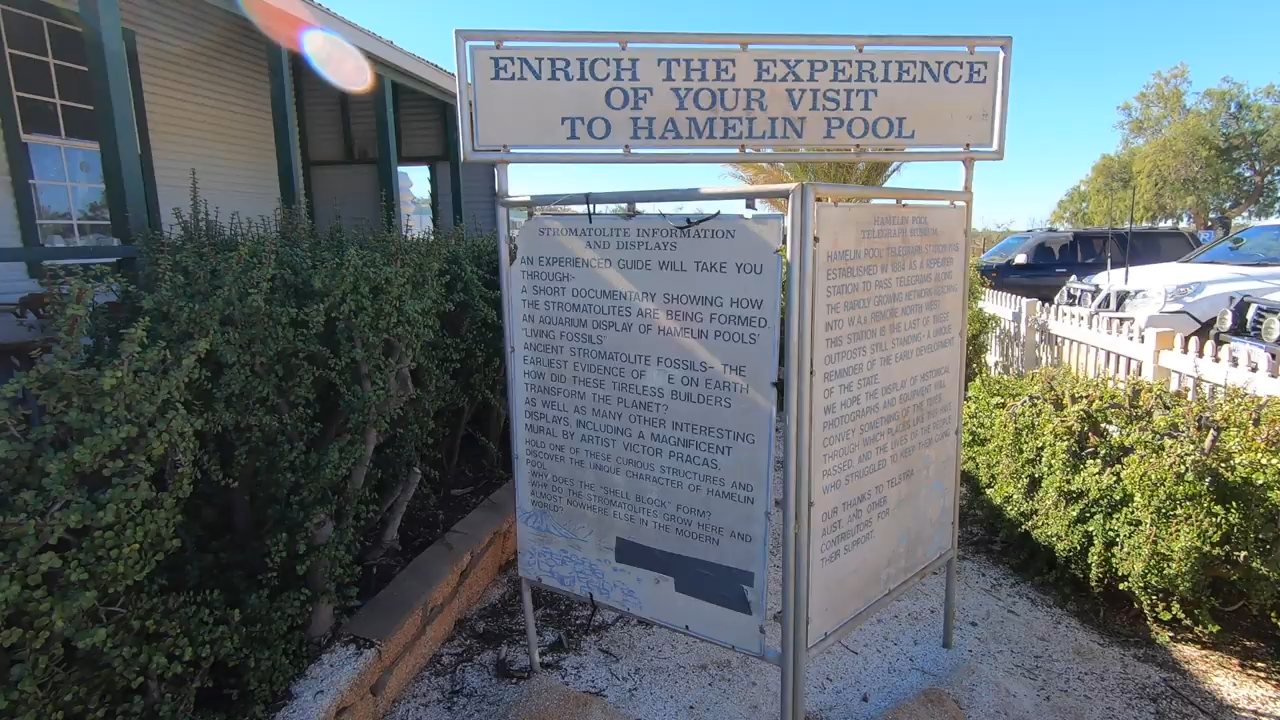 ENRICH THE EXPERIENCE
OF YOUR VISIT
TO HAMELIN POOL
STROMATOLITE INFORMATION
AND DISPLAYS
AN EXPERIENCED GUIDE WILL TAKE YOU
THROUGH:-
A SHORT DOCUMENTARY SHOWING HOW
THE STROMATOLITES ARE BEING FORMED.
AN AQUARIUM DISPLAY OF HAMELIN POOLS'
"LIVING FOSSILS"
ANCIENT STROMATOLITE FOSSILS- THE
EARLIEST EVIDENCE OF ON EARTH
HOW DID THESE TIRELESS BUILDERS
TRANSFORM THE PLANET?
AS WELL AS MANY OTHER INTERESTING
DISPLAYS, INCLUDING A MAGNIFICENT
MURAL BY ARTIST VICTOR PRACAS.
HOLD ONE OF THESE CURIOUS STRUCTURES AND
DISCOVER THE UNIQUE CHARACTER OF HAMELIN
POOL
WHY DOES THE "SHELL BLOCK" FORM?
WHY DO THE STROMATOLITES GROW HERE AND
ALMOST NOWHERE ELSE IN THE MODERN
WORLD?
HAMELIN POOL
TELEGRAPH MUSEUM
HAMELIN POOL TELEGRAPH STATION WAS
ESTABLISHED IN 1884 AS A REPEATER
STATION TO PASS TELEGRAMS ALONG
THE RAPIDLY GROWING NETWORK
INTO W.A.s REMOTE NORTH WEST.
THIS STATION IS THE LAST OF THESE
OUTPOSTS STILL STANDING - A UNIQUE
REMINDER OF THE EARLY DEVELOPMENT
OF THE STATE.
WE HOPE THE DISPLAY OF HISTORICAL
PHOTOGRAPHS AND EQUIPMENT WILL
CONVEY SOMETHING OF THE TIMES
THROUGH WHICH PLACES LIKE THIS HAVE
PASSED. AND THE LIVES OF THE PEOPLE
WHO STRUGGLED TO KEEP THEM GOING
OUR THANKS TO TELSTRA
AUST. AND OTHER
CONTRIBUTORS FOR
THEIR SUPPORT.